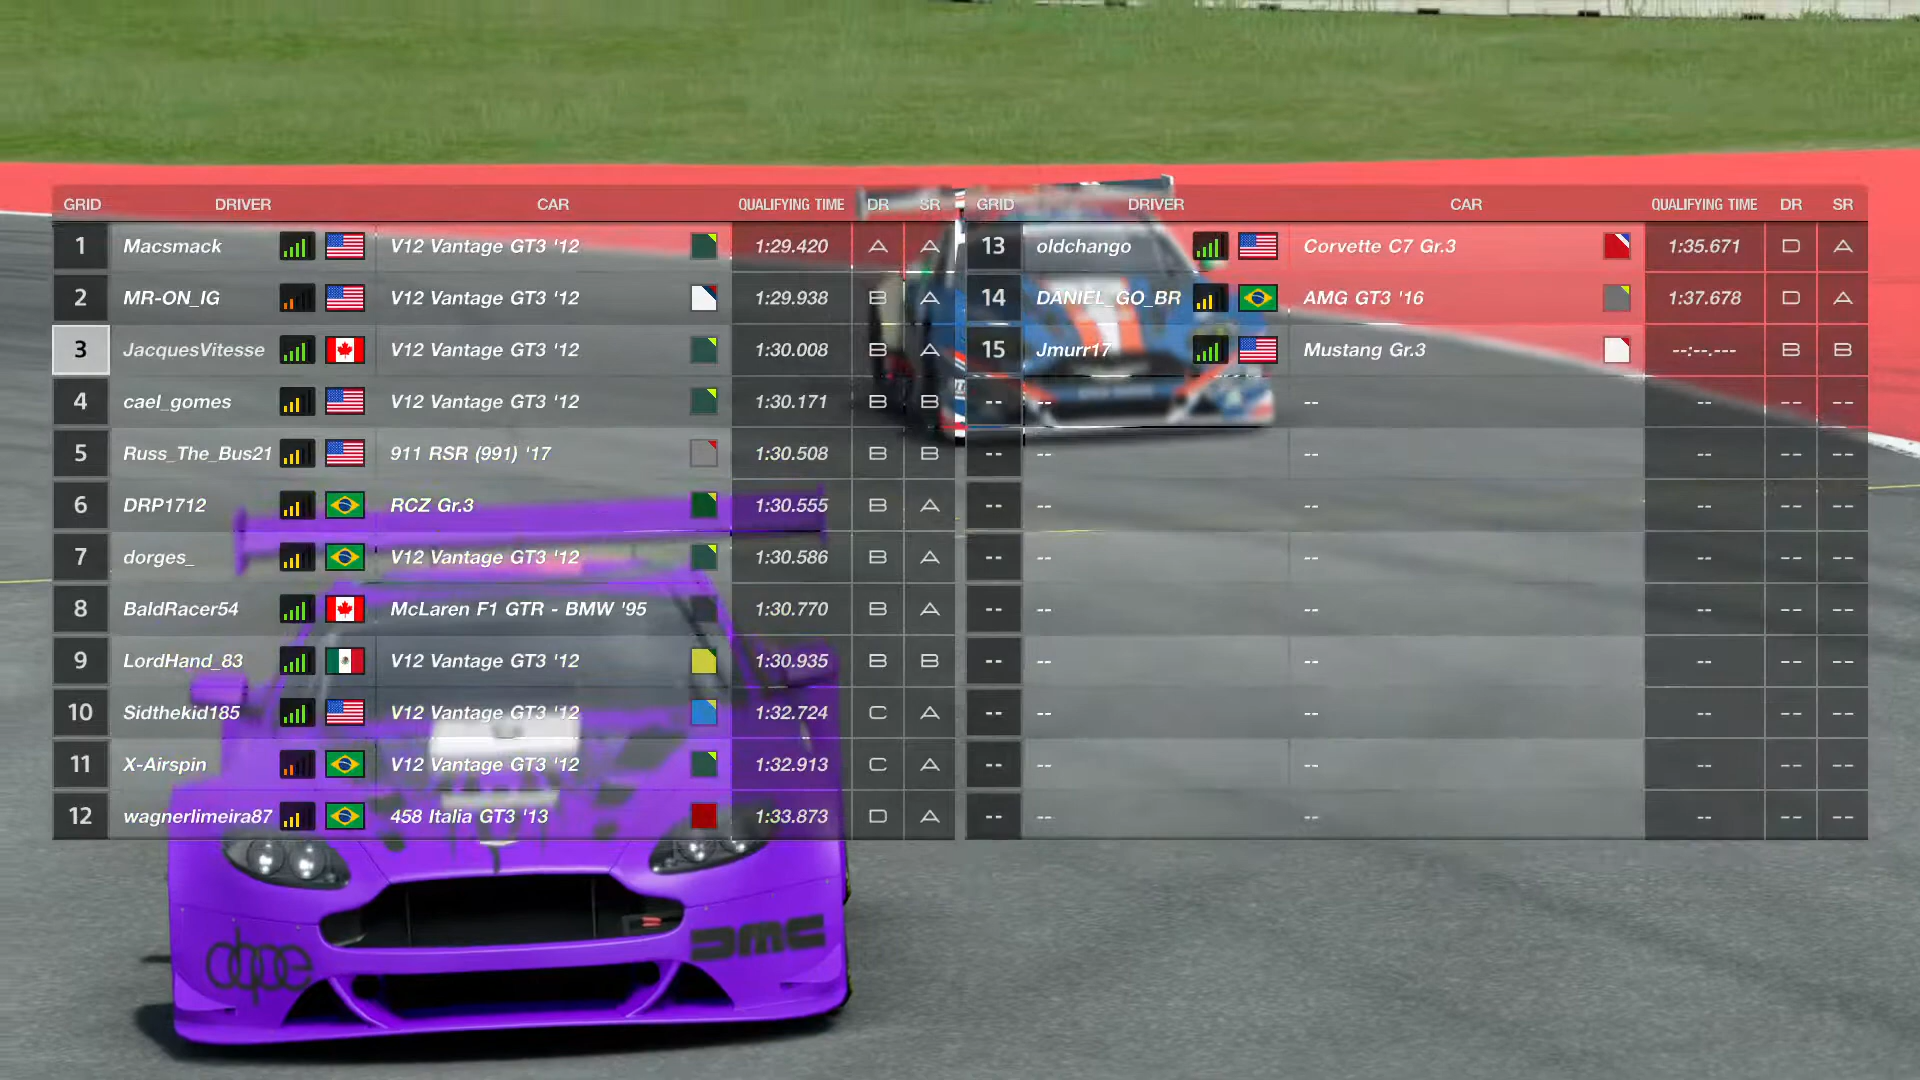 GRID DRIVER CAR QUALIFYING TIME DR SR
1 Macsmack V12 Vantage GT3 '12 1:29.420 A A
2 MR-ON_IG V12 Vantage GT3 '12 1:29.938 B A
3 JacquesVitesse V12 Vantage GT3 '12 1:30.008 B A
4 cael_gomes V12 Vantage GT3 '12 1:30.171 B B
5 Russ_The_Bus21 911 RSR (991) '17 1:30.508 B B
6 DRP1712 RCZ Gr.3 1:30.555 B A
7 dorges_ V12 Vantage GT3 '12 1:30.586 B A
8 BaldRacer54 McLaren F1 GTR - BMW '95 1:30.770 B A
9 LordHand_83 V12 Vantage GT3 '12 1:30.935 B B
10 Sidthekid185 V12 Vantage GT3 '12 1:32.724 C A
11 X-Airspin V12 Vantage GT3 '12 1:32.913 C A
12 wagnerlimeira87 458 Italia GT3 '13 1:33.873 D A
GRID DRIVER CAR QUALIFYING TIME DR SR
13 oldchango Corvette C7 Gr.3 1:35.671 D A
14 DANIEL_GO_BR AMG GT3 '16 1:37.678 D A
15 Jmurr17 Mustang Gr.3 --:--.--- B B
-- -- -- -- -- --
-- -- -- -- -- --
-- -- -- -- -- --
-- -- -- -- -- --
-- -- -- -- -- --
-- -- -- -- -- --
-- -- -- -- -- --
-- -- -- -- -- --
-- -- -- -- -- --
DMC